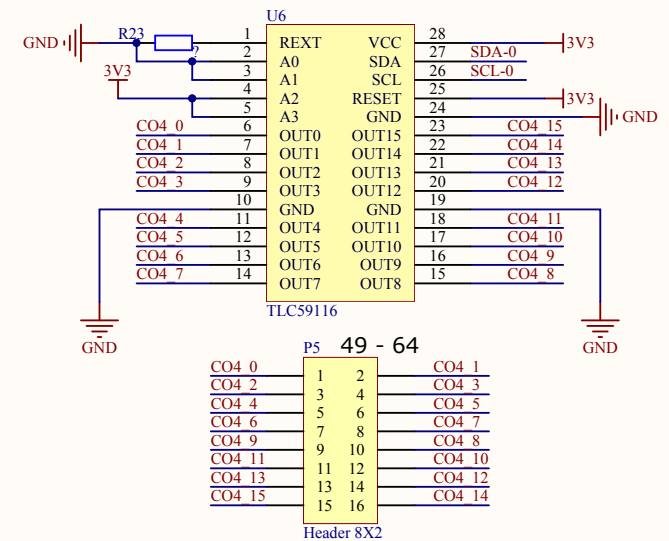 U6
R23
?
GND
1 REXT VCC 28 3V3
2 A0 SDA 27 SDA-0
3 A1 SCL 26 SCL-0
3V3
4 A2 RESET 25 3V3
5 A3 GND 24 GND
CO4_0 6 OUT0 OUT15 23 CO4_15
CO4_1 7 OUT1 OUT14 22 CO4_14
CO4_2 8 OUT2 OUT13 21 CO4_13
CO4_3 9 OUT3 OUT12 20 CO4_12
10 GND GND 19
CO4_4 11 OUT4 OUT11 18 CO4_11
CO4_5 12 OUT5 OUT10 17 CO4_10
CO4_6 13 OUT6 OUT9 16 CO4_9
CO4_7 14 OUT7 OUT8 15 CO4_8
TLC59116
GND GND
P5 49 - 64
CO4_0 1 2 CO4_1
CO4_2 3 4 CO4_3
CO4_4 5 6 CO4_5
CO4_6 7 8 CO4_7
CO4_9 9 10 CO4_8
CO4_11 11 12 CO4_10
CO4_13 13 14 CO4_12
CO4_15 15 16 CO4_14
Header 8X2